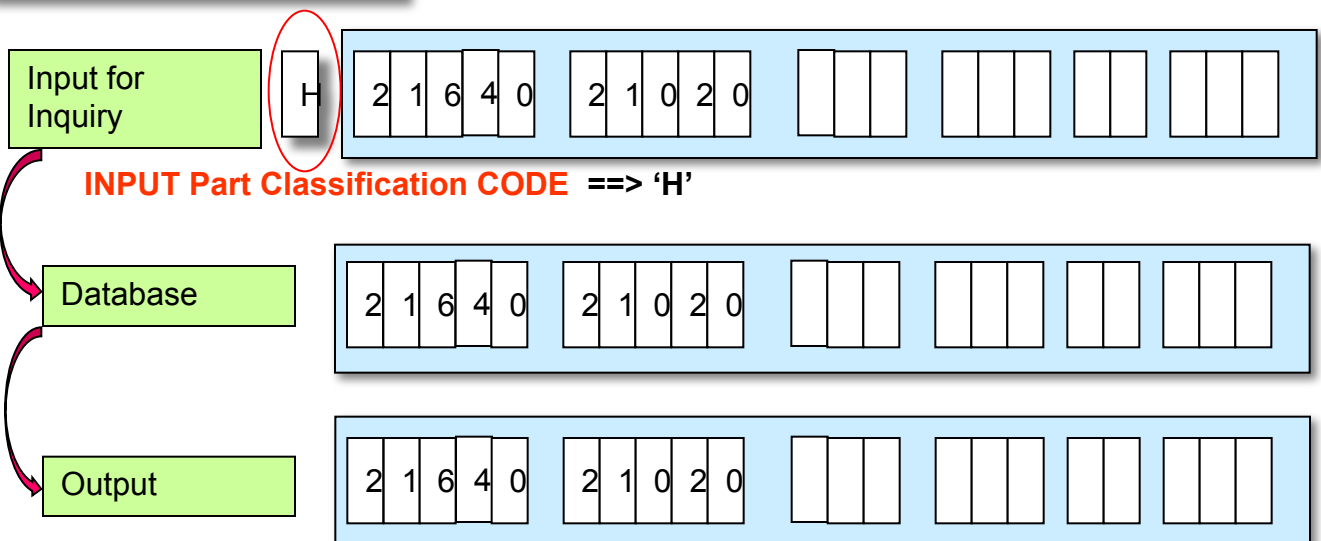 Input for
Inquiry
H 2 1 6 4 0 2 1 0 2 0
INPUT Part Classification CODE ==> ‘H’
Database
2 1 6 4 0 2 1 0 2 0
Output
2 1 6 4 0 2 1 0 2 0